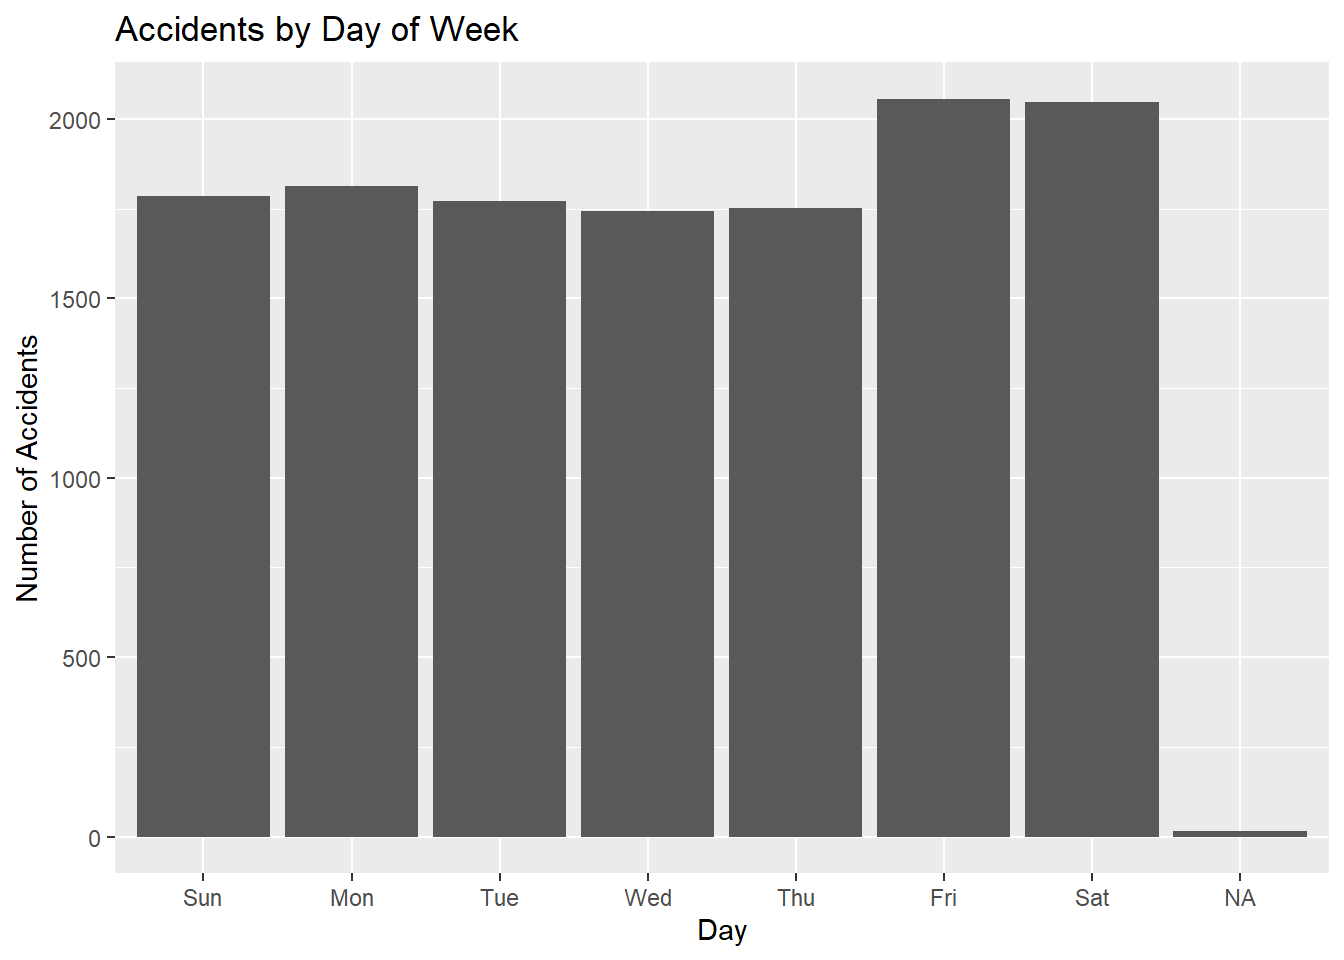 Accidents by Day of Week
Number of Accidents
2000
1500
1000
500
0
Sun Mon Tue Wed Thu Fri Sat NA
Day